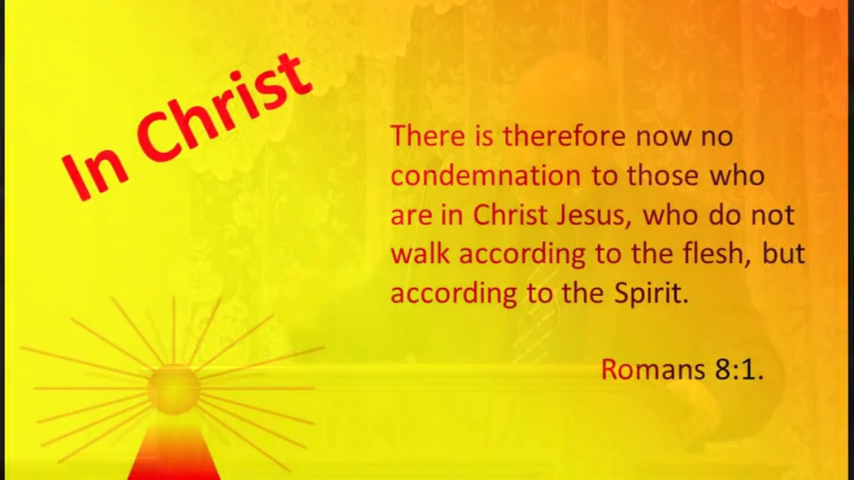 In Christ
There is therefore now no
condemnation to those who
are in Christ Jesus, who do not
walk according to the flesh, but
according to the Spirit.
Romans 8:1.